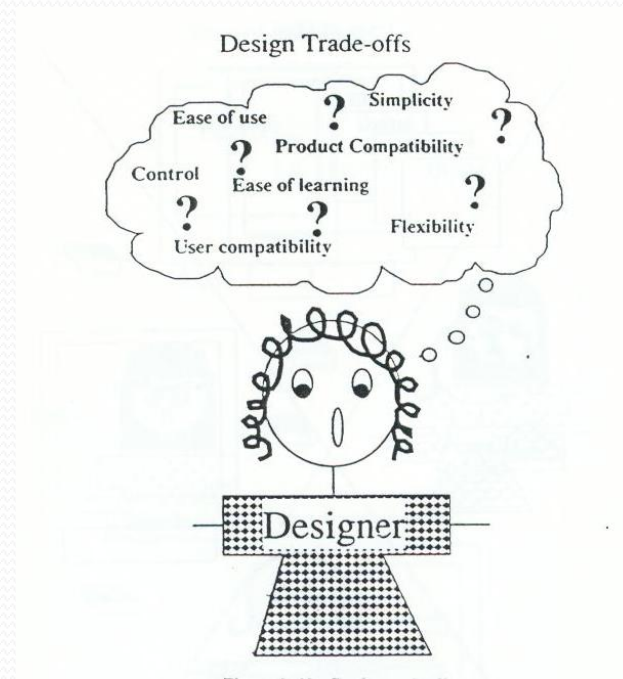 Design Trade-offs
Simplicity
?
?
Ease of use
?
Product Compatibility
Control
Ease of learning
?
?
?
Flexibility
User compatibility
Designer